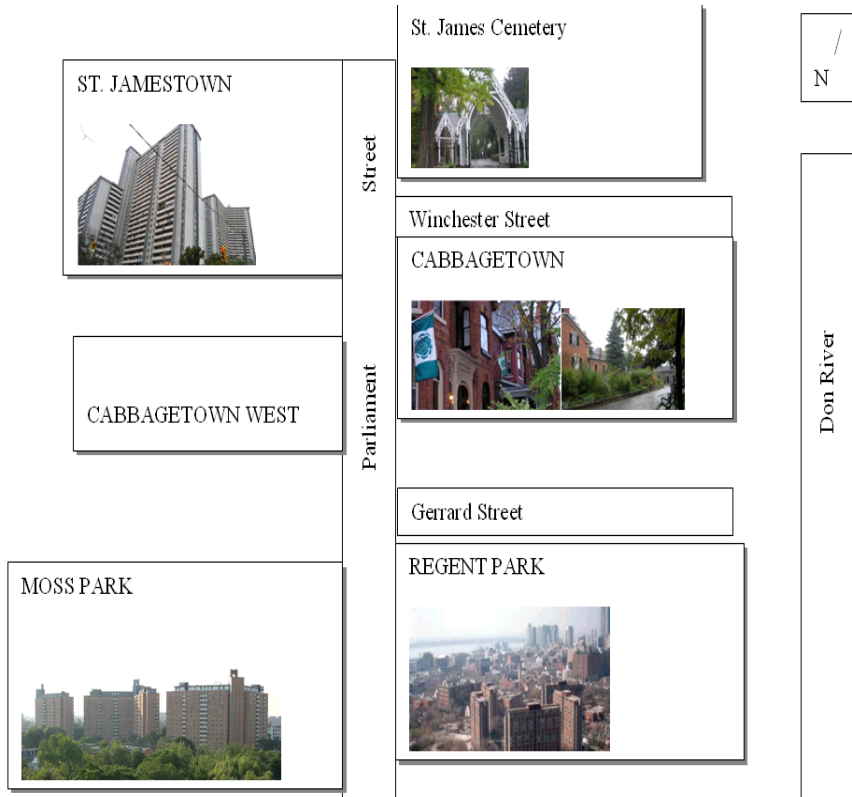 St. James Cemetery
/
N
ST. JAMESTOWN
Parliament Street
Winchester Street
CABBAGETOWN
Don River
CABBAGETOWN WEST
Gerrard Street
REGENT PARK
MOSS PARK